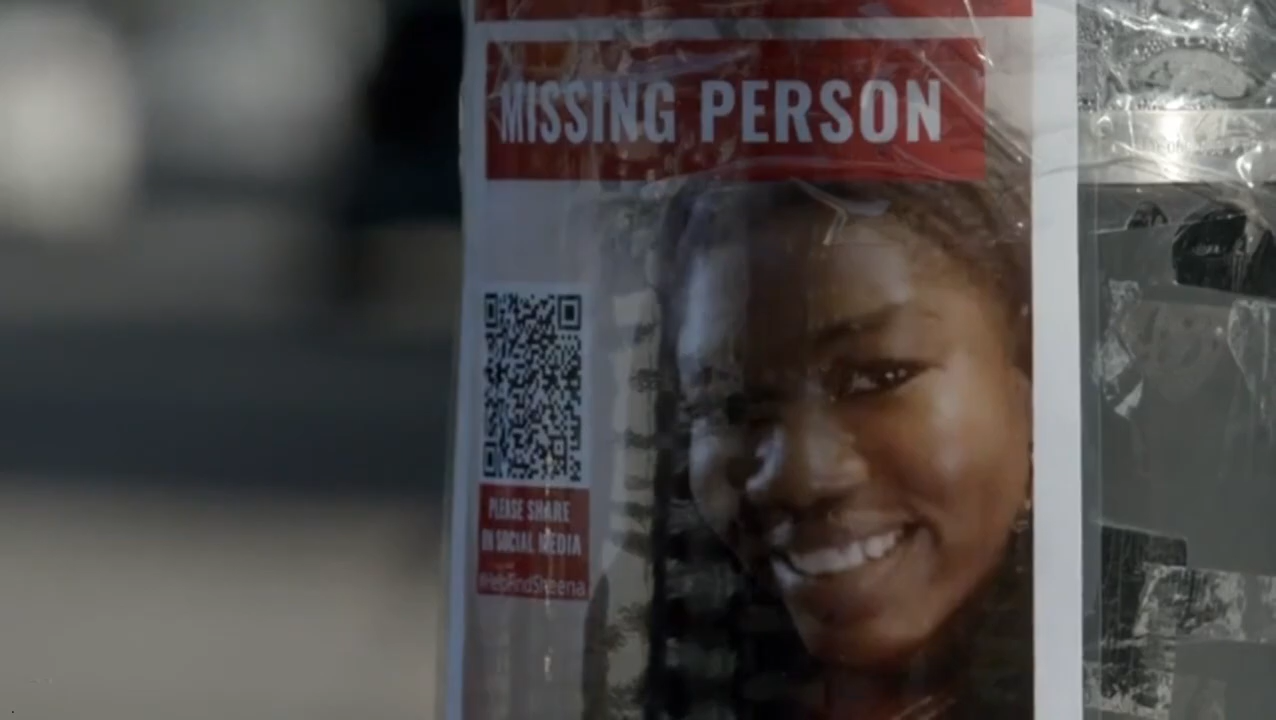 MISSING PERSON
PLEASE SHARE
ON SOCIAL MEDIA
#HelpFindSheena